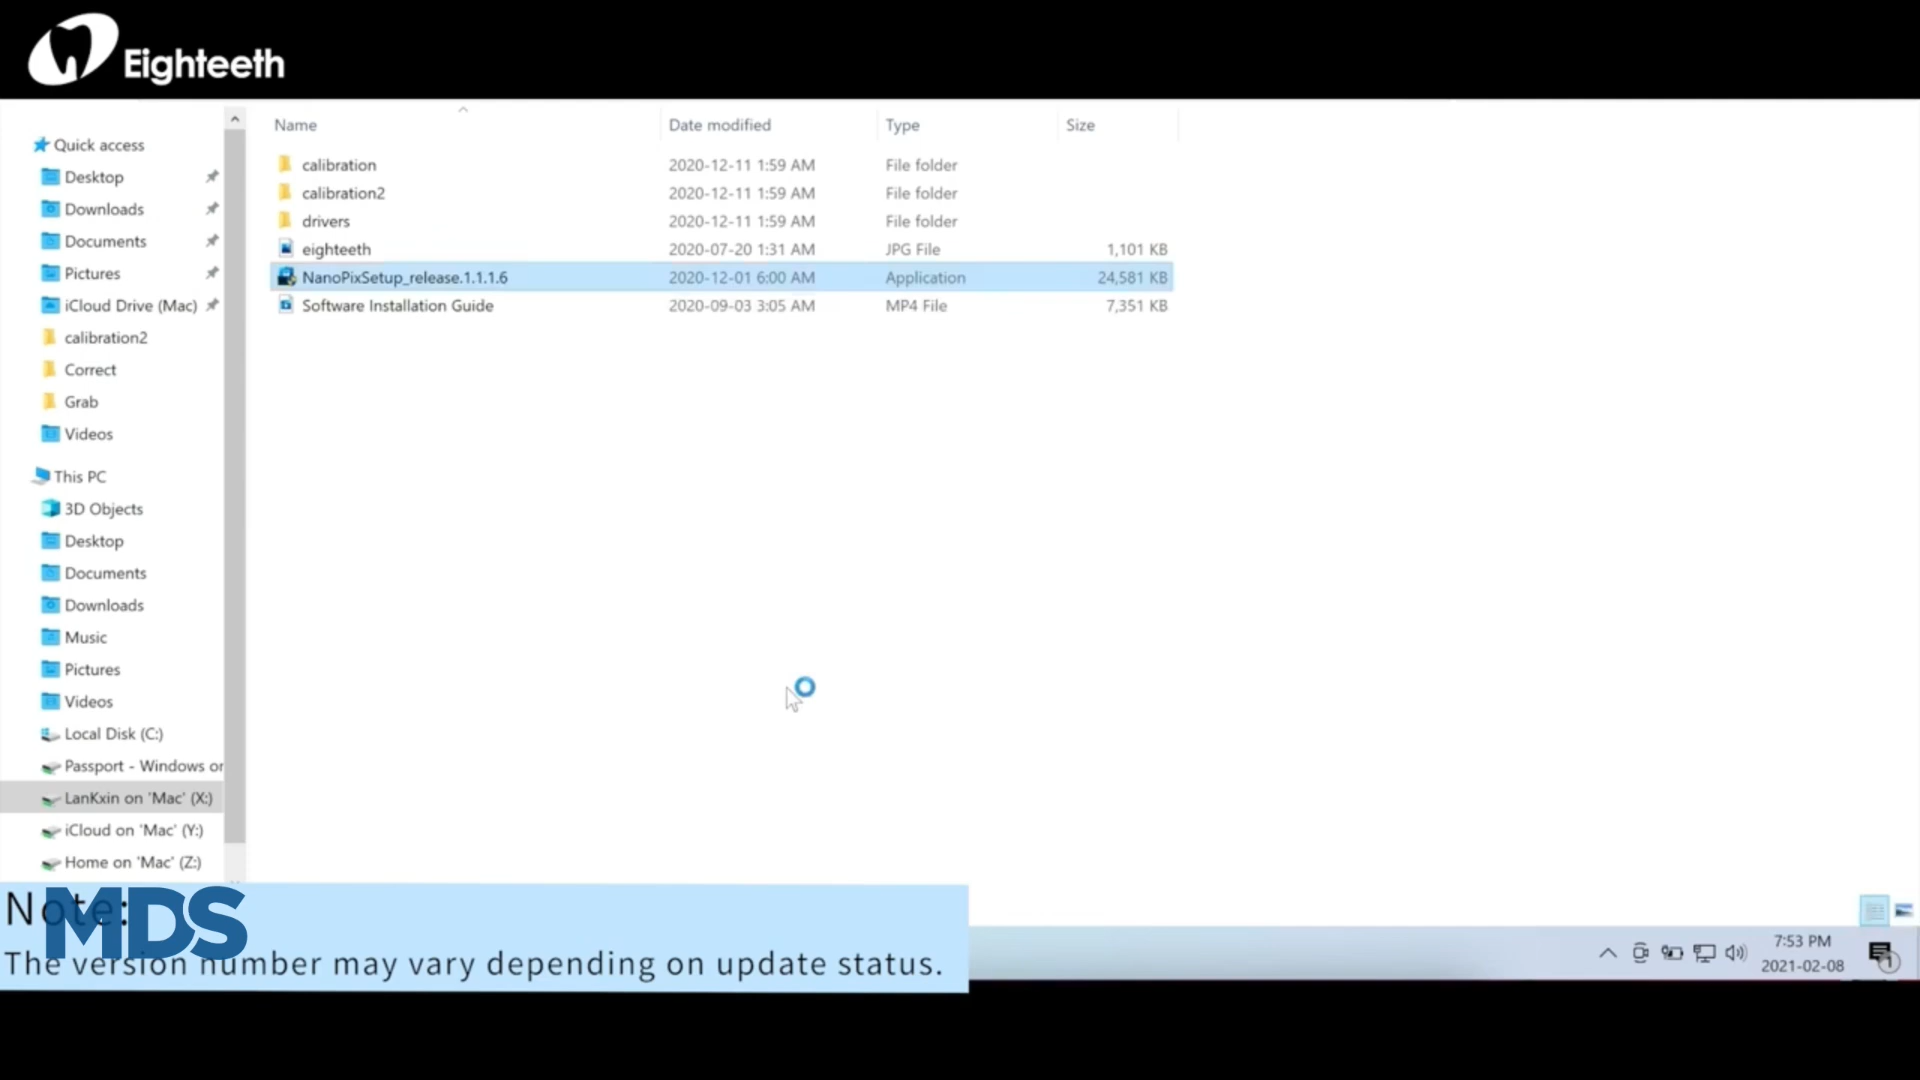 Eighteeth
Name Date modified Type Size
calibration 2020-12-11 1:59 AM File folder
calibration2 2020-12-11 1:59 AM File folder
drivers 2020-12-11 1:59 AM File folder
eighteeth 2020-07-20 1:31 AM JPG File 1,101 KB
NanoPixSetup_release.1.1.1.6 2020-12-01 6:00 AM Application 24,581 KB
Software Installation Guide 2020-09-03 3:05 AM MP4 File 7,351 KB
Quick access
Desktop
Downloads
Documents
Pictures
iCloud Drive (Mac)
calibration2
Correct
Grab
Videos
This PC
3D Objects
Desktop
Documents
Downloads
Music
Pictures
Videos
Local Disk (C:)
Passport - Windows or
LanKxin on 'Mac' (X:)
iCloud on 'Mac' (Y:)
Home on 'Mac' (Z:)
Note:
MDS
The version number may vary depending on update status.
7:53 PM
2021-02-08
1